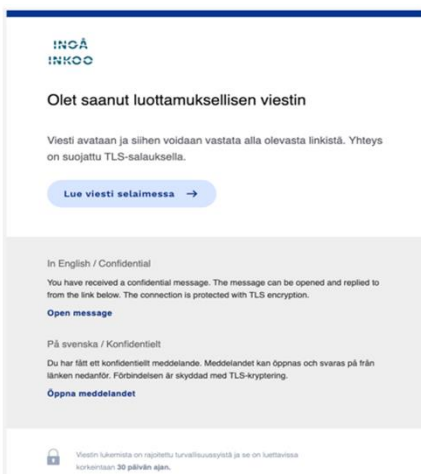 INGÅ
INKOO
Olet saanut luottamuksellisen viestin
Viesti avataan ja siihen voidaan vastata alla olevasta linkistä. Yhteys
on suojattu TLS-salauksella.
Lue viesti selaimessa →
In English / Confidential
You have received a confidential message. The message can be opened and replied to
from the link below. The connection is protected with TLS encryption.
Open message
På svenska / Konfidentielt
Du har fått ett konfidentiellt meddelande. Meddelandet kan öppnas och svaras på från
länken nedanför. Förbindelsen är skyddad med TLS-kryptering.
Öppna meddelandet
Viestin lukemista on rajoitettu turvallisuussyistä ja se on luettavissa
korkeintaan 30 päivän ajan.